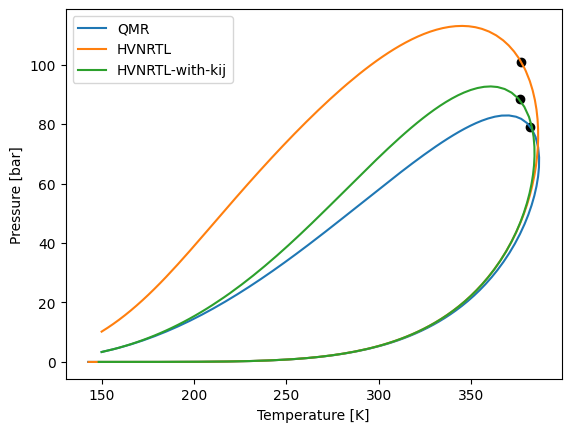 QMR
HVNRTL
HVNRTL-with-kij
Pressure [bar]
100
80
60
40
20
0
150 200 250 300 350
Temperature [K]